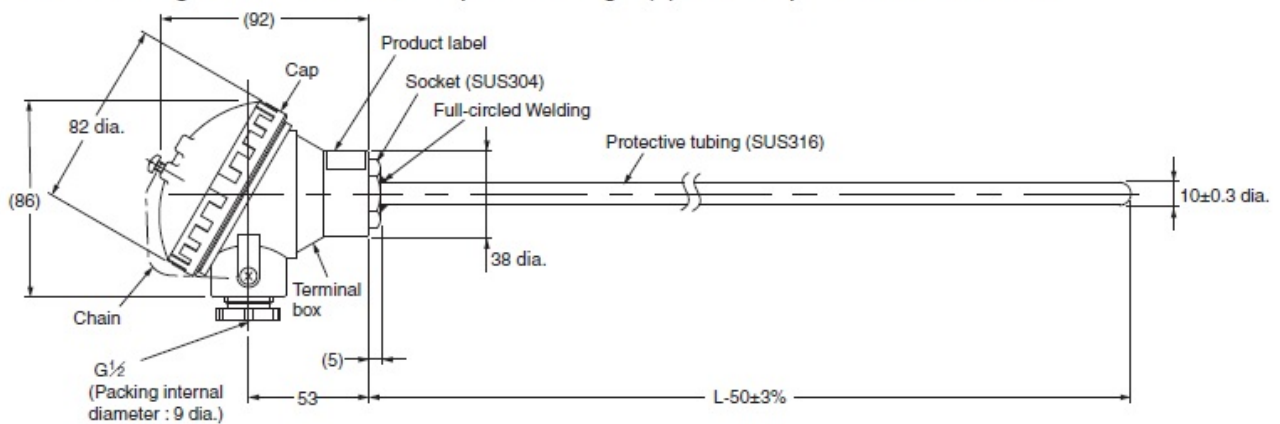 (92)
Product label
Cap
Socket (SUS304)
82 dia.
Full-circled Welding
Protective tubing (SUS316)
(86)
10±0.3 dia.
38 dia.
Terminal
box
Chain
(5)
G½
(Packing internal
diameter : 9 dia.)
53
L-50±3%